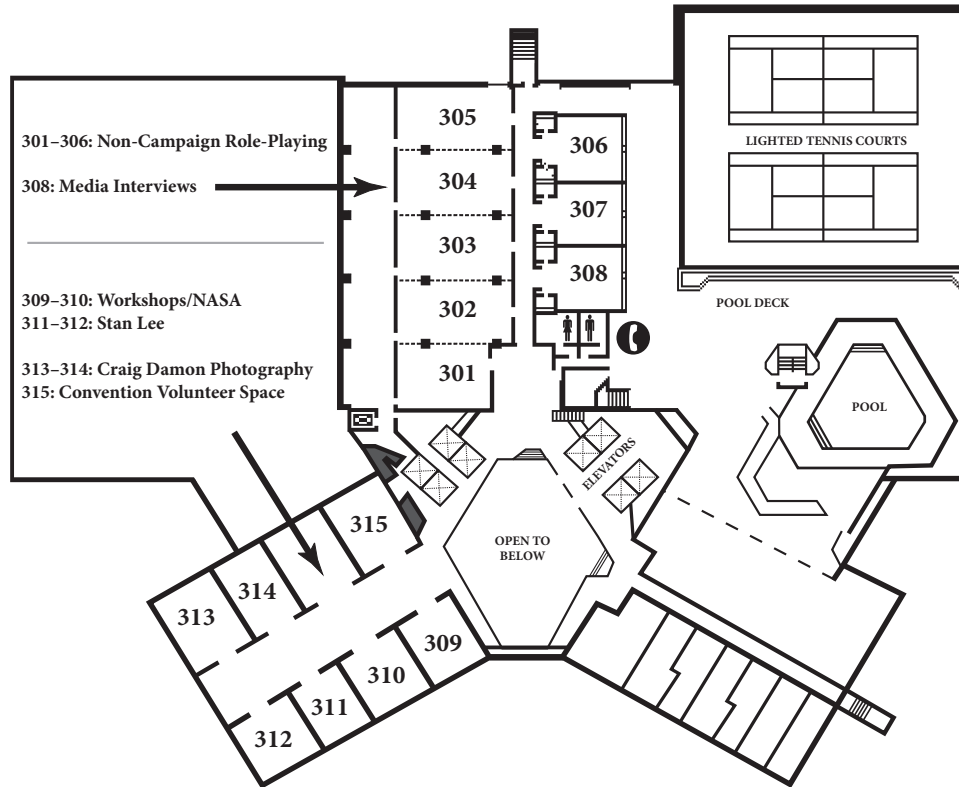 301–306: Non-Campaign Role-Playing
308: Media Interviews
309–310: Workshops/NASA
311–312: Stan Lee
313–314: Craig Damon Photography
315: Convention Volunteer Space
305
304
303
302
301
306
307
308
LIGHTED TENNIS COURTS
POOL DECK
POOL
ELEVATORS
OPEN TO
BELOW
315
314
313
309
310
311
312